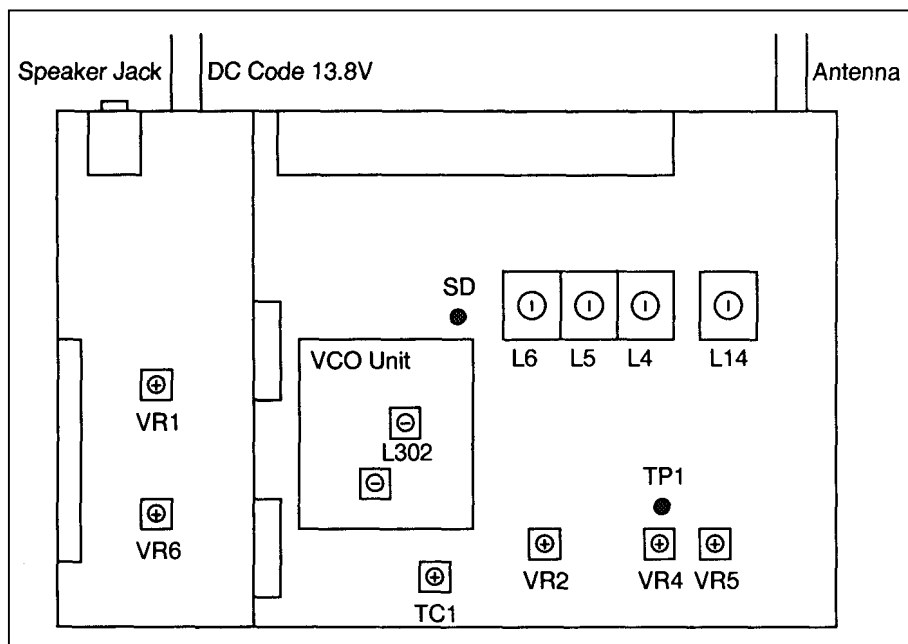 Speaker Jack
DC Code 13.8V
Antenna
SD
L6
L5
L4
L14
VCO Unit
VR1
L302
TP1
VR6
VR2
VR4
VR5
TC1